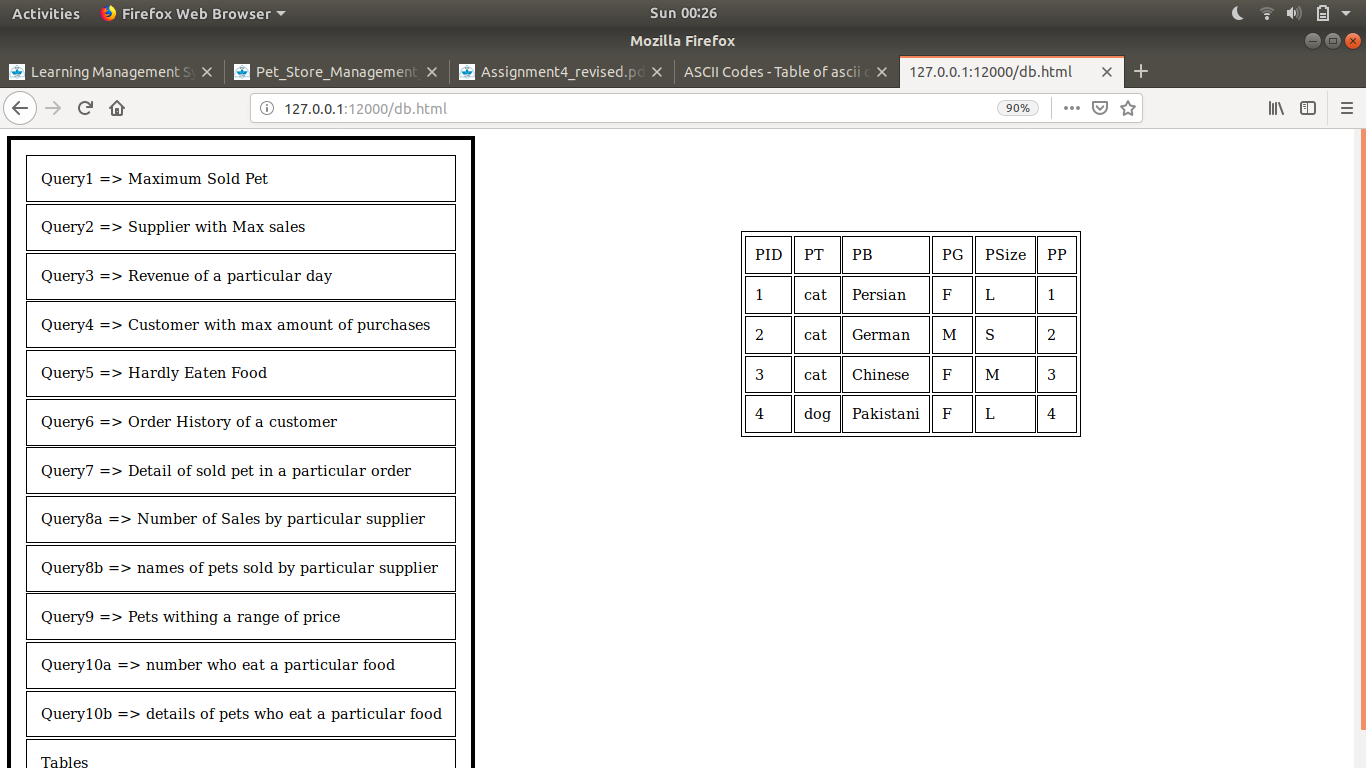 Activities Firefox Web Browser Sun 00:26
Mozilla Firefox
Learning Management Sy Pet_Store_Management Assignment4_revised.pd ASCII Codes - Table of ascii c 127.0.0.1:12000/db.html
127.0.0.1:12000/db.html 90%
Query1 => Maximum Sold Pet
Query2 => Supplier with Max sales
Query3 => Revenue of a particular day
Query4 => Customer with max amount of purchases
Query5 => Hardly Eaten Food
Query6 => Order History of a customer
Query7 => Detail of sold pet in a particular order
Query8a => Number of Sales by particular supplier
Query8b => names of pets sold by particular supplier
Query9 => Pets withing a range of price
Query10a => number who eat a particular food
Query10b => details of pets who eat a particular food
Tables
PID PT PB PG PSize PP
1 cat Persian F L 1
2 cat German M S 2
3 cat Chinese F M 3
4 dog Pakistani F L 4